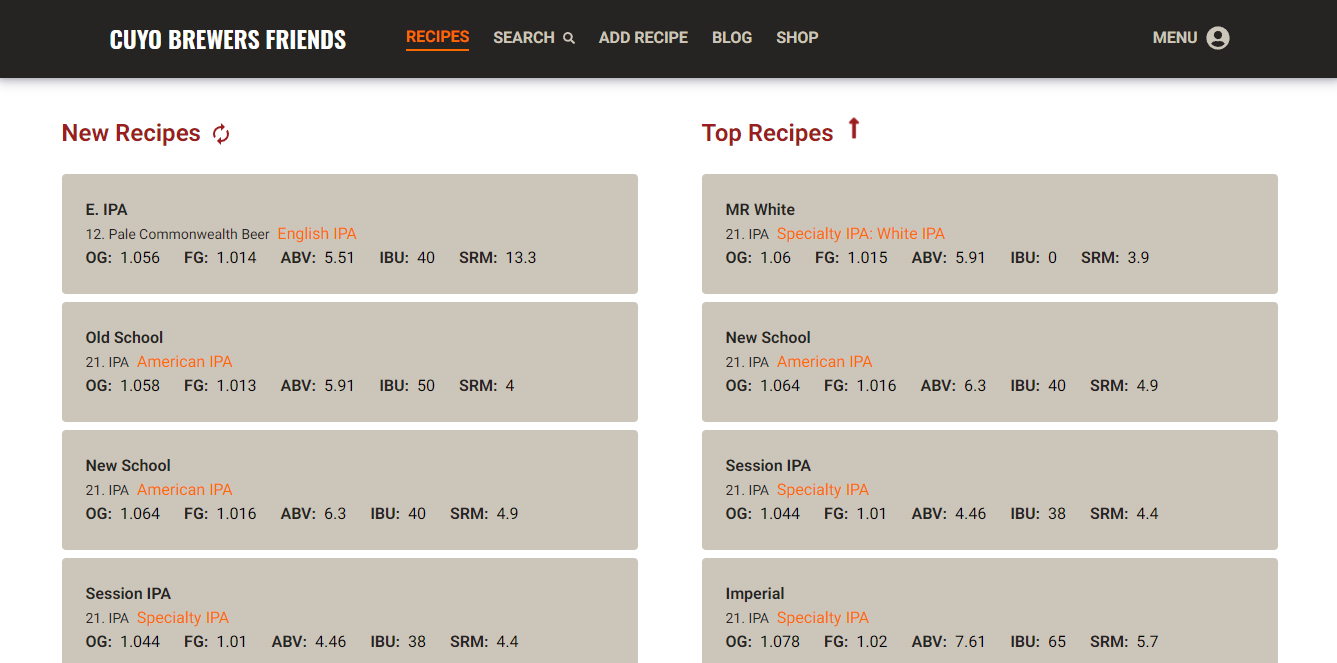 CUYO BREWERS FRIENDS RECIPES SEARCH ADD RECIPE BLOG SHOP MENU
New Recipes
E. IPA
12. Pale Commonwealth Beer English IPA
OG: 1.056 FG: 1.014 ABV: 5.51 IBU: 40 SRM: 13.3
Old School
21. IPA American IPA
OG: 1.058 FG: 1.013 ABV: 5.91 IBU: 50 SRM: 4
New School
21. IPA American IPA
OG: 1.064 FG: 1.016 ABV: 6.3 IBU: 40 SRM: 4.9
Session IPA
21. IPA Specialty IPA
OG: 1.044 FG: 1.01 ABV: 4.46 IBU: 38 SRM: 4.4
Top Recipes
MR White
21. IPA Specialty IPA: White IPA
OG: 1.06 FG: 1.015 ABV: 5.91 IBU: 0 SRM: 3.9
New School
21. IPA American IPA
OG: 1.064 FG: 1.016 ABV: 6.3 IBU: 40 SRM: 4.9
Session IPA
21. IPA Specialty IPA
OG: 1.044 FG: 1.01 ABV: 4.46 IBU: 38 SRM: 4.4
Imperial
21. IPA Specialty IPA
OG: 1.078 FG: 1.02 ABV: 7.61 IBU: 65 SRM: 5.7